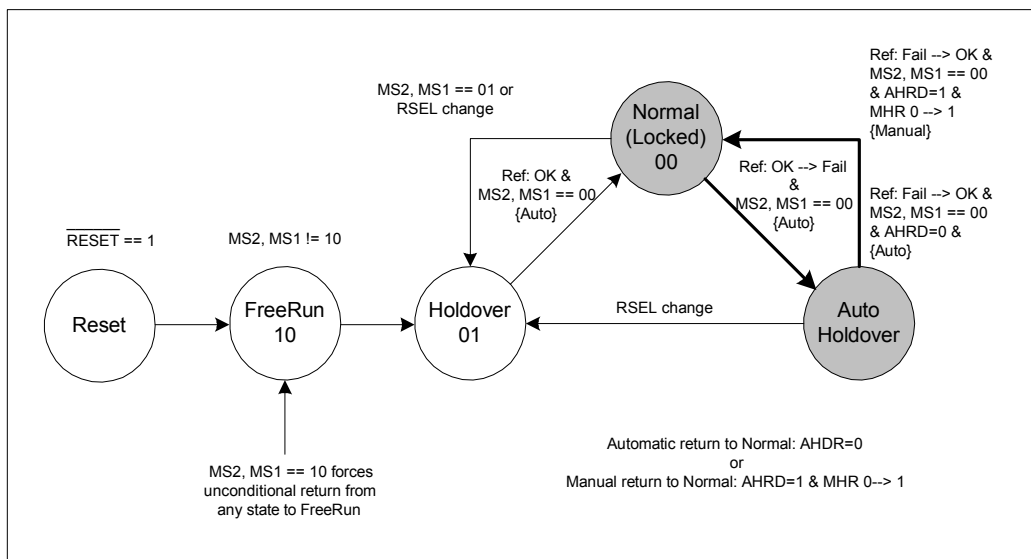 Ref: Fail --> OK &
MS2, MS1 == 00
& AHRD=1 &
MHR 0 --> 1
{Manual}
MS2, MS1 == 01 or
RSEL change
Normal
(Locked)
00
Ref: OK &
MS2, MS1 == 00
{Auto}
Ref: OK --> Fail
&
MS2, MS1 == 00
{Auto}
Ref: Fail --> OK &
MS2, MS1 == 00
& AHRD=0 &
{Auto}
RESET == 1
MS2, MS1 != 10
Reset
FreeRun
10
Holdover
01
RSEL change
Auto
Holdover
MS2, MS1 == 10 forces
unconditional return from
any state to FreeRun
Automatic return to Normal: AHDR=0
or
Manual return to Normal: AHRD=1 & MHR 0--> 1